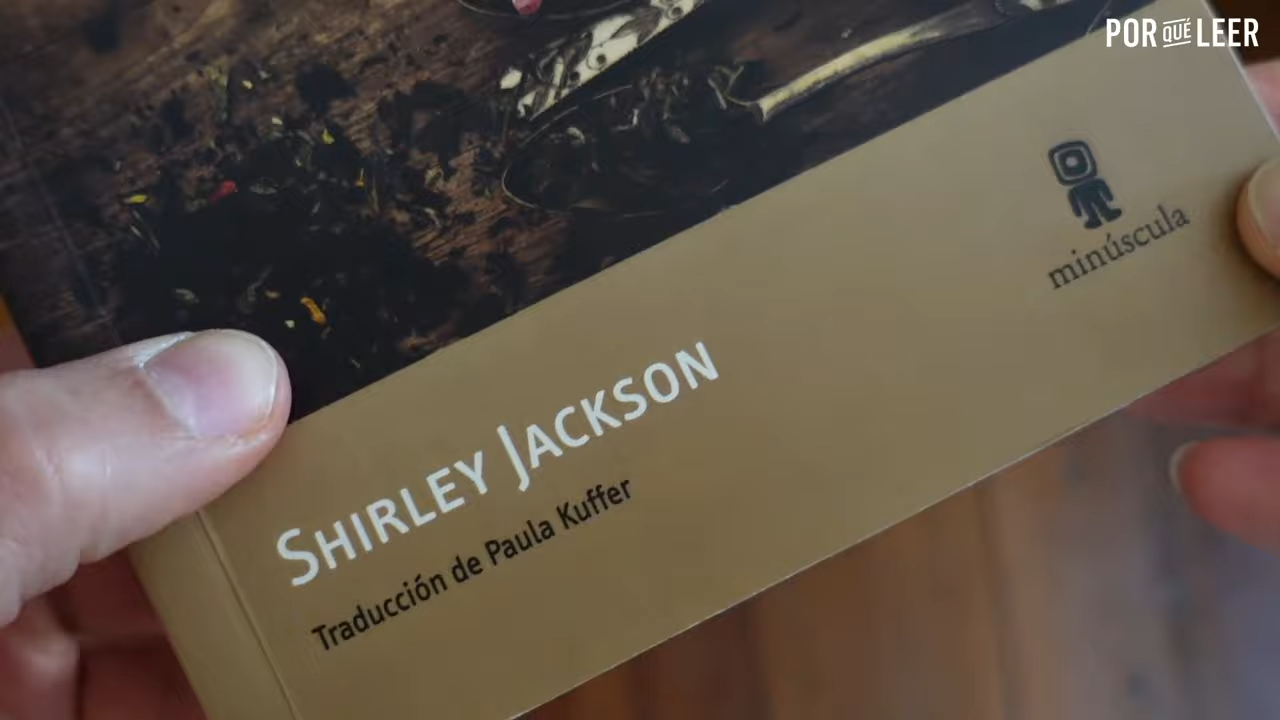 POR QUÉ LEER
minúscula
SHIRLEY JACKSON
Traducción de Paula Kuffer